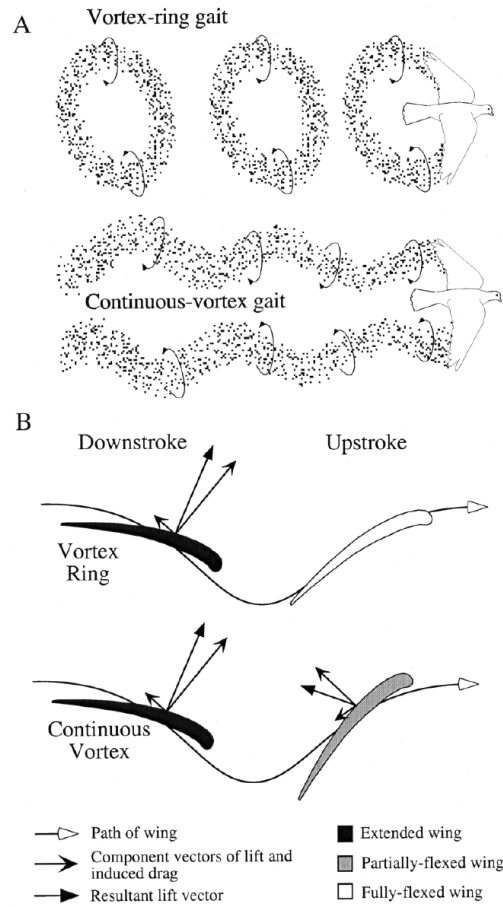 A
Vortex-ring gait
Continuous-vortex gait
B
Downstroke
Upstroke
Vortex
Ring
Continuous
Vortex
Path of wing
Component vectors of lift and
induced drag
Resultant lift vector
Extended wing
Partially-flexed wing
Fully-flexed wing